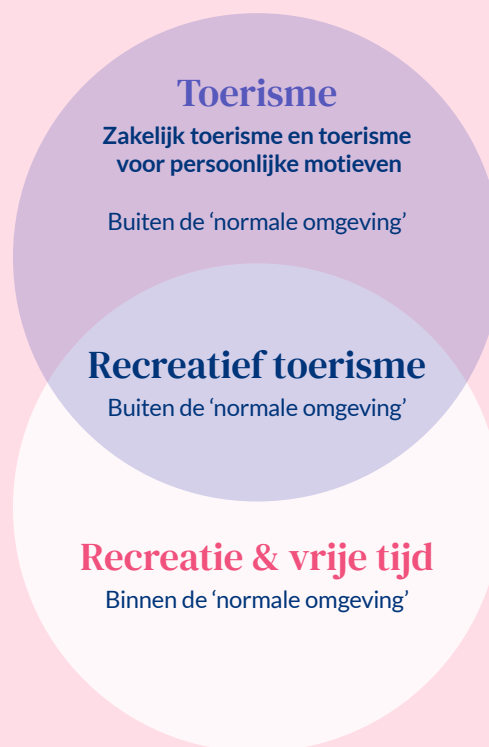 Toerisme
Zakelijk toerisme en toerisme
voor persoonlijke motieven
Buiten de ‘normale omgeving’
Recreatief toerisme
Buiten de ‘normale omgeving’
Recreatie & vrije tijd
Binnen de ‘normale omgeving’